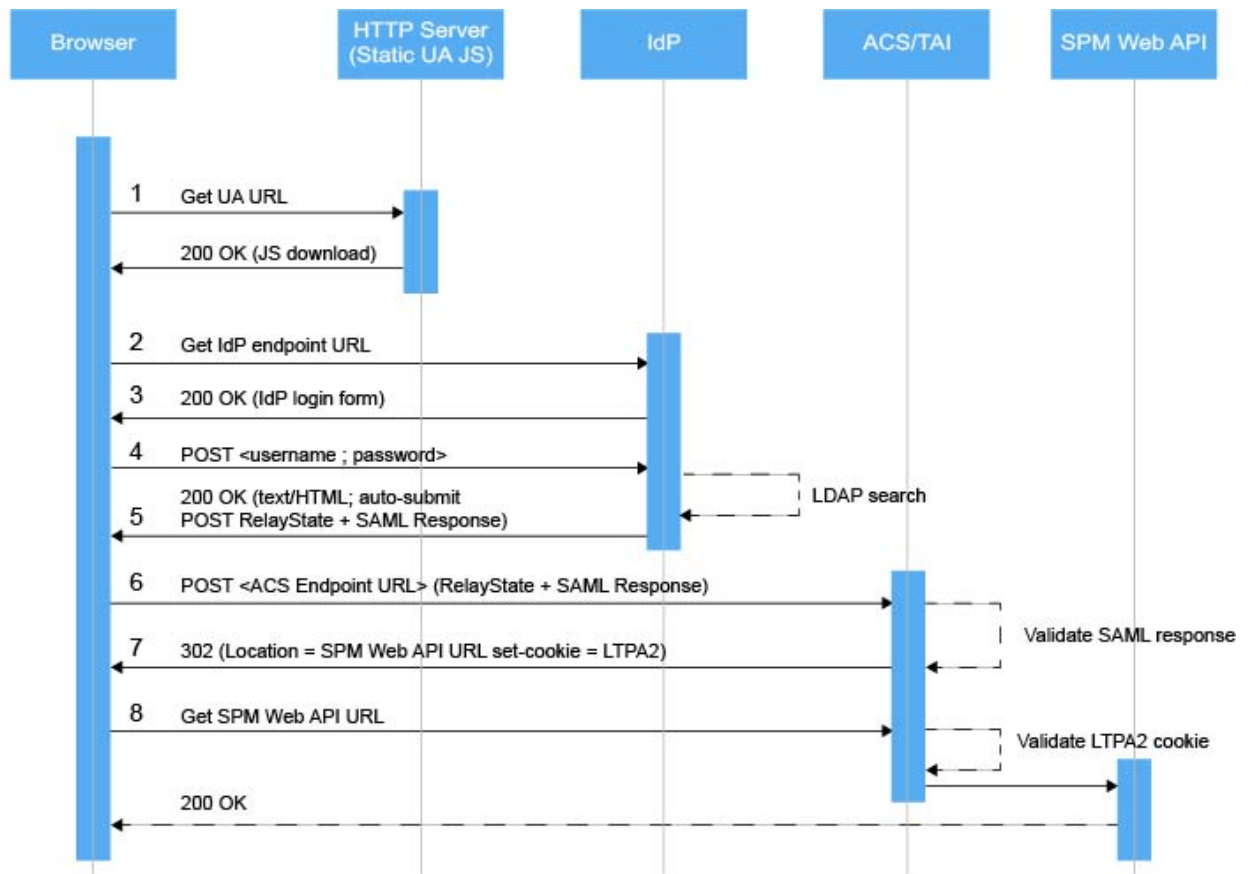 Browser
HTTP Server
(Static UA JS)
IdP
ACS/TAI
SPM Web API
1 Get UA URL
200 OK (JS download)
2 Get IdP endpoint URL
3 200 OK (IdP login form)
4 POST <username ; password>
LDAP search
200 OK (text/HTML; auto-submit
5 POST RelayState + SAML Response)
6 POST <ACS Endpoint URL> (RelayState + SAML Response)
Validate SAML response
7 302 (Location = SPM Web API URL set-cookie = LTPA2)
8 Get SPM Web API URL
Validate LTPA2 cookie
200 OK